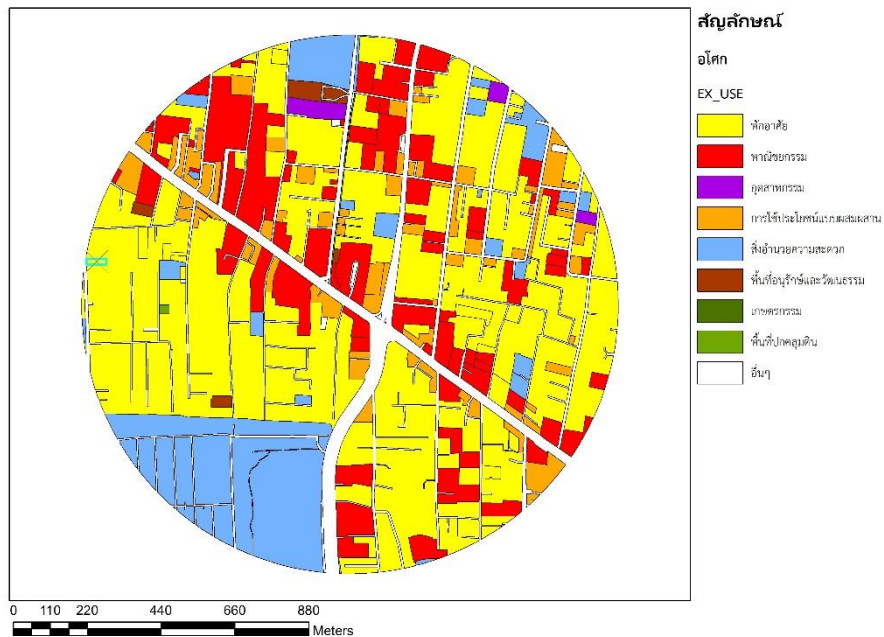 สัญลักษณ์
อโศก
EX_USE
พักอาศัย
พาณิชยกรรม
อุตสาหกรรม
การใช้ประโยชน์แบบผสมผสาน
สิ่งอำนวยความสะดวก
พื้นที่อนุรักษ์และวัฒนธรรม
เกษตรกรรม
พื้นที่ปกคลุมดิน
อื่นๆ
0 110 220 440 660 880
Meters